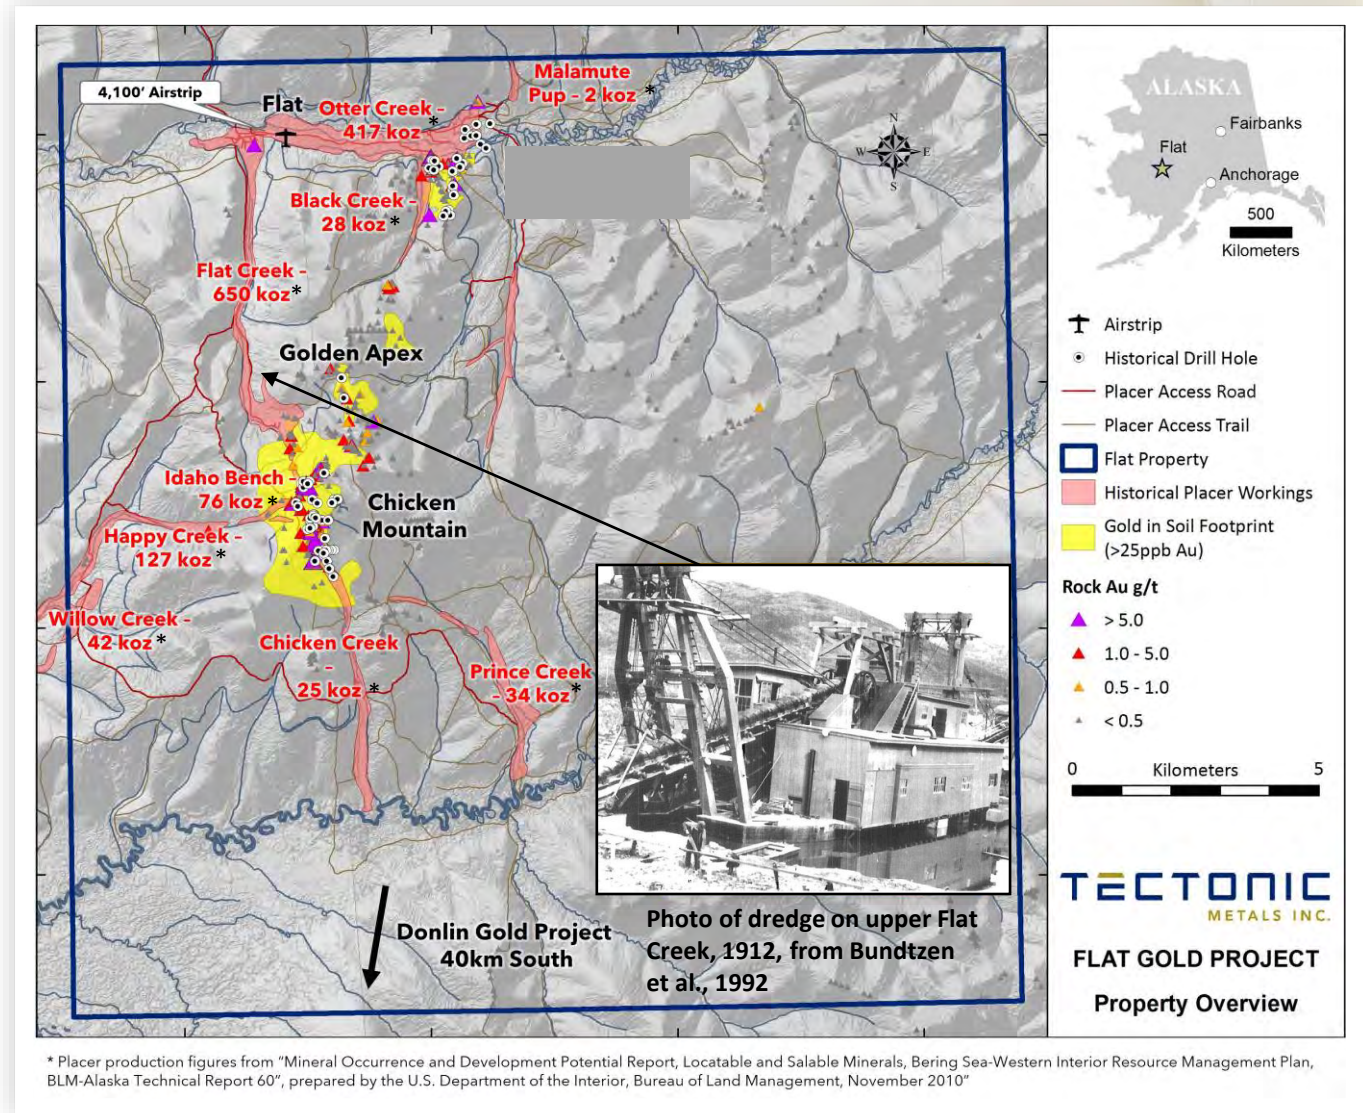 4,100' Airstrip
Flat
Malamute
Pup - 2 koz *
Otter Creek -
417 koz *
Black Creek -
28 koz *
Flat Creek -
650 koz *
Golden Apex
Idaho Bench -
76 koz *
Chicken
Mountain
Happy Creek -
127 koz *
Willow Creek -
42 koz *
Chicken Creek
-
25 koz *
Prince Creek
- 34 koz *
Donlin Gold Project
40km South
Photo of dredge on upper Flat
Creek, 1912, from Bundtzen
et al., 1992
N
W E
S
ALASKA
Fairbanks
Flat
Anchorage
500
Kilometers
Airstrip
Historical Drill Hole
Placer Access Road
Placer Access Trail
Flat Property
Historical Placer Workings
Gold in Soil Footprint
(>25ppb Au)
Rock Au g/t
> 5.0
1.0 - 5.0
0.5 - 1.0
< 0.5
0 Kilometers 5
TECTONIC
METALS INC.
FLAT GOLD PROJECT
Property Overview
* Placer production figures from "Mineral Occurrence and Development Potential Report, Locatable and Salable Minerals, Bering Sea-Western Interior Resource Management Plan,
BLM-Alaska Technical Report 60", prepared by the U.S. Department of the Interior, Bureau of Land Management, November 2010"